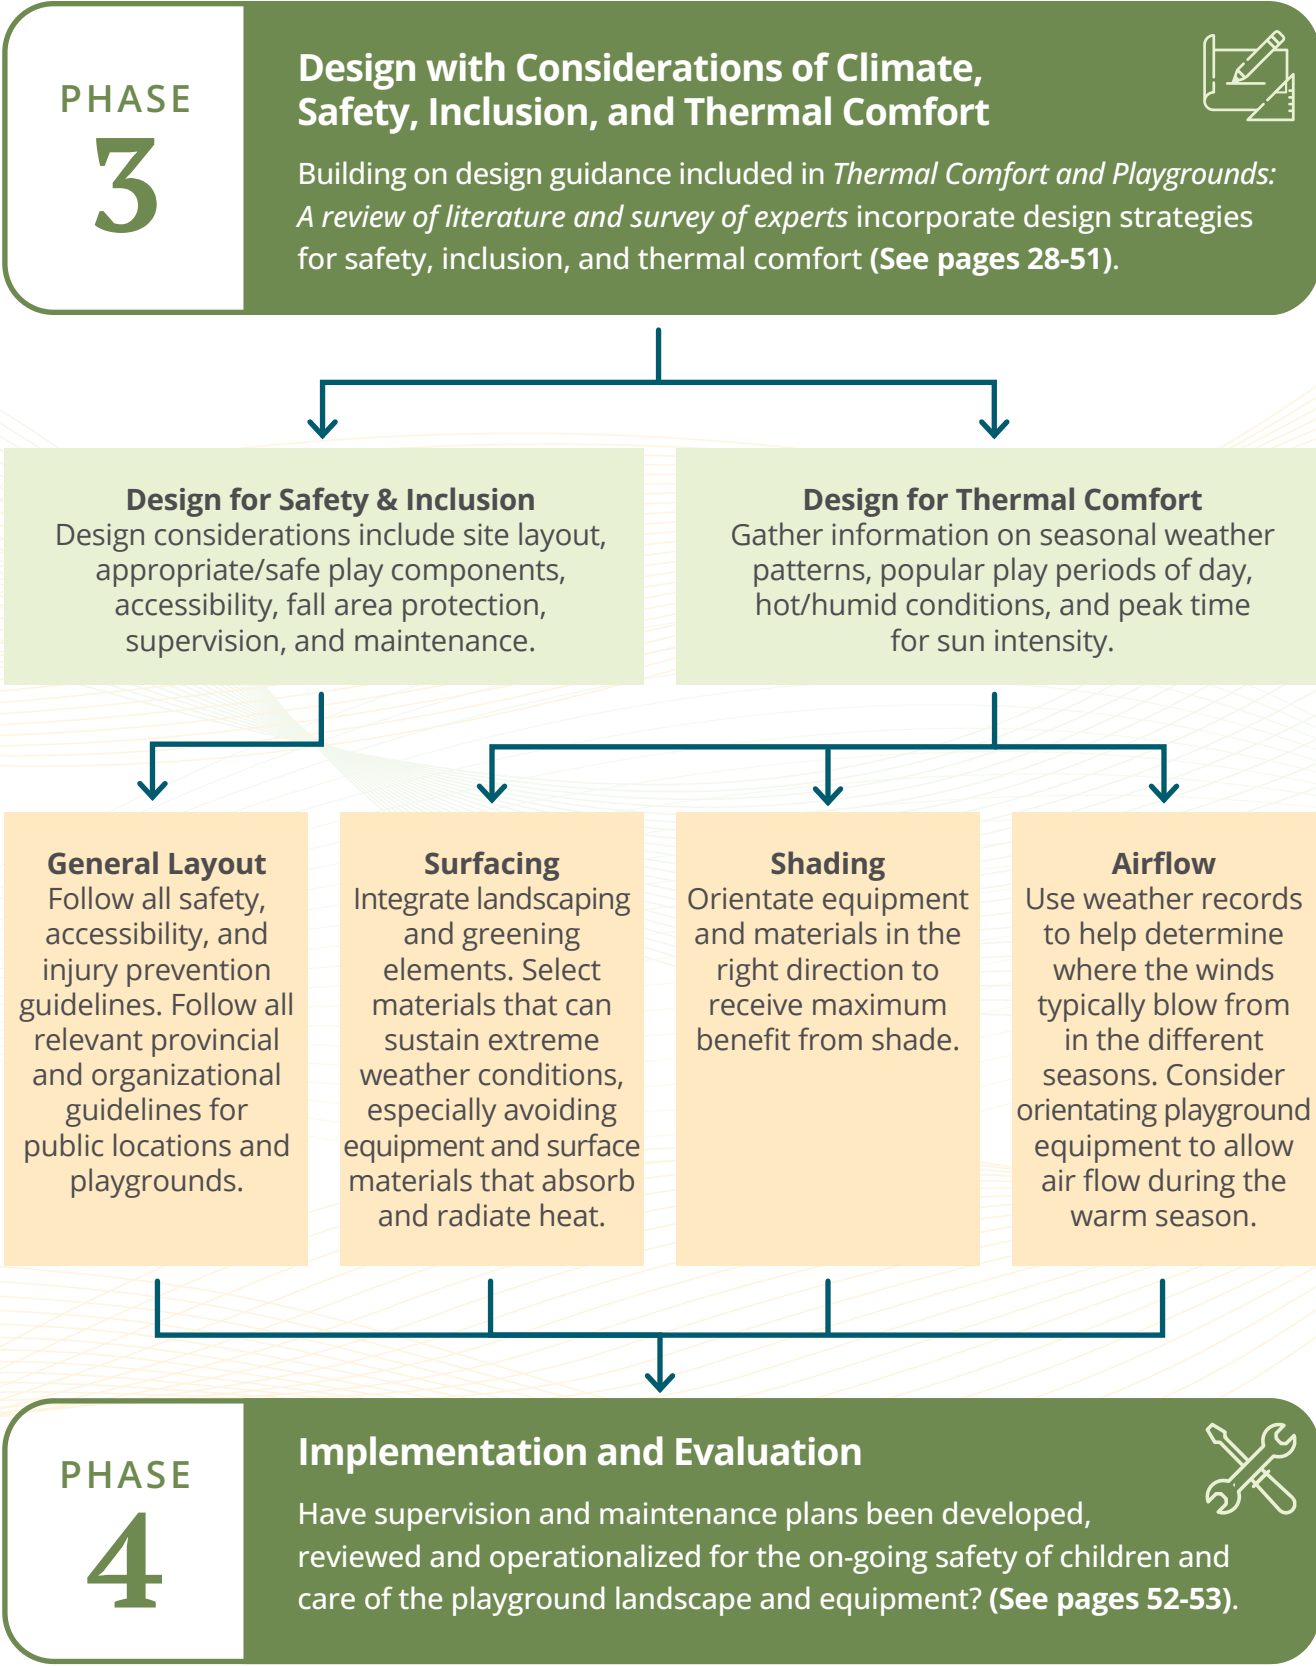 PHASE
3
Design with Considerations of Climate,
Safety, Inclusion, and Thermal Comfort
Building on design guidance included in Thermal Comfort and Playgrounds:
A review of literature and survey of experts incorporate design strategies
for safety, inclusion, and thermal comfort (See pages 28-51).
Design for Safety & Inclusion
Design considerations include site layout,
appropriate/safe play components,
accessibility, fall area protection,
supervision, and maintenance.
Design for Thermal Comfort
Gather information on seasonal weather
patterns, popular play periods of day,
hot/humid conditions, and peak time
for sun intensity.
General Layout
Follow all safety,
accessibility, and
injury prevention
guidelines. Follow all
relevant provincial
and organizational
guidelines for
public locations and
playgrounds.
Surfacing
Integrate landscaping
and greening
elements. Select
materials that can
sustain extreme
weather conditions,
especially avoiding
equipment and surface
materials that absorb
and radiate heat.
Shading
Orientate equipment
and materials in the
right direction to
receive maximum
benefit from shade.
Airflow
Use weather records
to help determine
where the winds
typically blow from
in the different
seasons. Consider
orientating playground
equipment to allow
air flow during the
warm season.
PHASE
4
Implementation and Evaluation
Have supervision and maintenance plans been developed,
reviewed and operationalized for the on-going safety of children and
care of the playground landscape and equipment? (See pages 52-53).